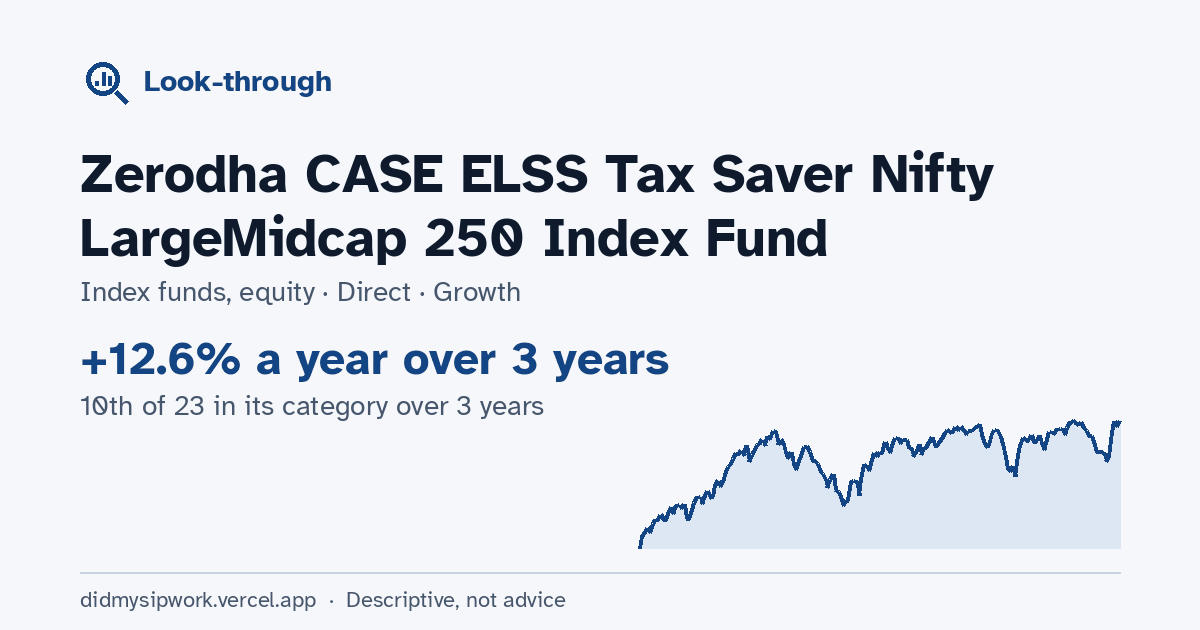 Look-through
Zerodha CASE ELSS Tax Saver Nifty
LargeMidcap 250 Index Fund
Index funds, equity · Direct · Growth
+12.6% a year over 3 years
10th of 23 in its category over 3 years
didmysipwork.vercel.app · Descriptive, not advice